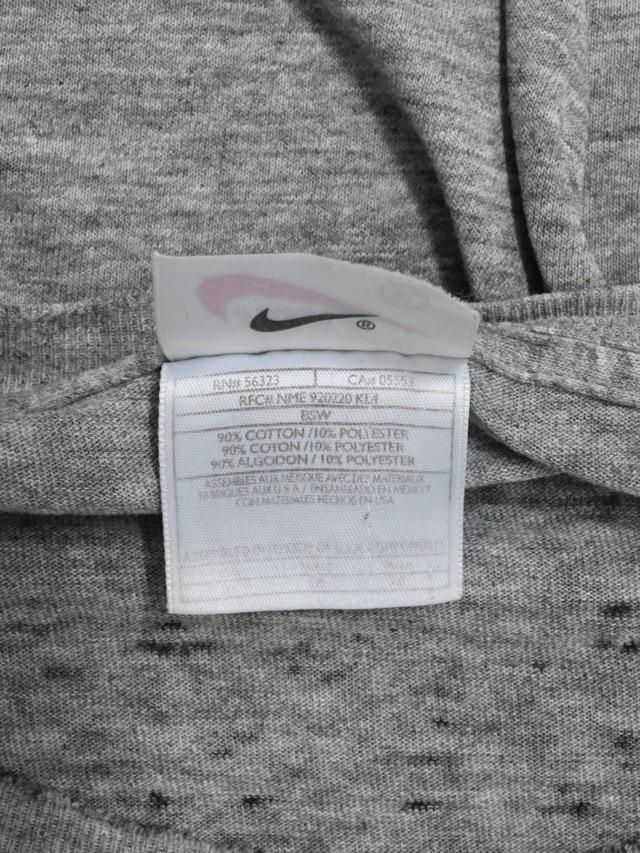 ®
RN# 56323 CA# 05553
RFC# NME 920220 KL4
BSW
90% COTTON /10% POLYESTER
90% COTON /10% POLYESTER
90% ALGODON / 10% POLYESTER
ASSEMBLES AUX MEXIQUE AVEC DES MATERIAUX
FABRIQUES AUX U S A / ENSAMBLADO EN MEXICO
CON MATERIALES HECHOS EN USA